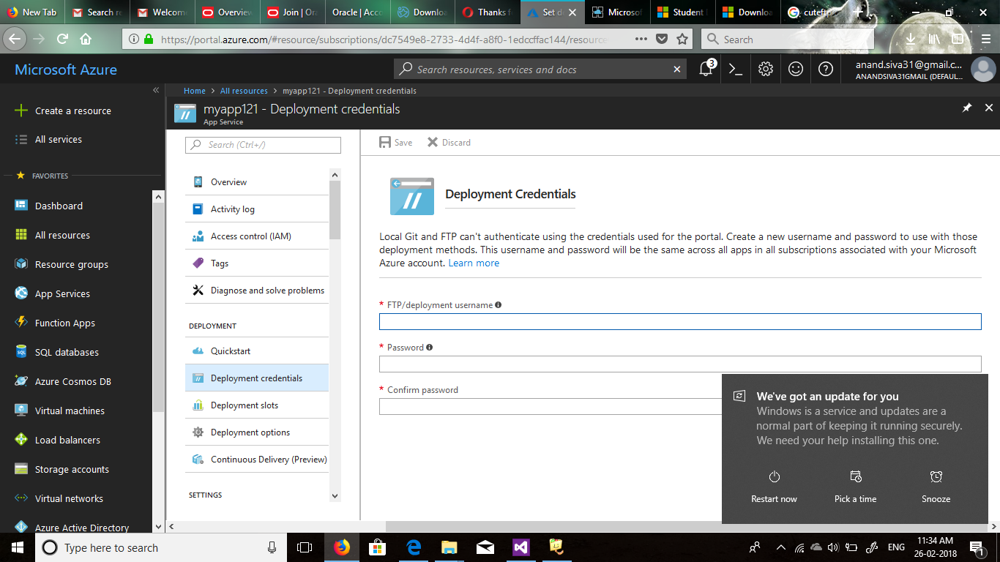 New Tab
Search re
Welcome
Overview
Join | Ora
Oracle | Acco
Downloa
Thanks f
Set d
Microsof
Student
Downloa
cuteft
https://portal.azure.com/#resource/subscriptions/dc7549e8-2733-4d4f-a8f0-1edccffac144/resource
Search
Microsoft Azure
Search resources, services and docs
3
anand.siva31@gmail.c...
ANANDSIVA31GMAIL (DEFAUL...
Home > All resources > myapp121 - Deployment credentials
myapp121 - Deployment credentials
App Service
Create a resource
All services
FAVORITES
Dashboard
All resources
Resource groups
App Services
Function Apps
SQL databases
Azure Cosmos DB
Virtual machines
Load balancers
Storage accounts
Virtual networks
Azure Active Directory
Search (Ctrl+/)
Overview
Activity log
Access control (IAM)
Tags
Diagnose and solve problems
DEPLOYMENT
Quickstart
Deployment credentials
Deployment slots
Deployment options
Continuous Delivery (Preview)
SETTINGS
Save
Discard
Deployment Credentials
Local Git and FTP can't authenticate using the credentials used for the portal. Create a new username and password to use with those
deployment methods. This username and password will be the same across all apps in all subscriptions associated with your Microsoft
Azure account. Learn more
* FTP/deployment username
* Password
* Confirm password
We've got an update for you
Windows is a service and updates are a
normal part of keeping it running securely.
We need your help installing this one.
Restart now
Pick a time
Snooze
Type here to search
ENG
11:34 AM
26-02-2018
1